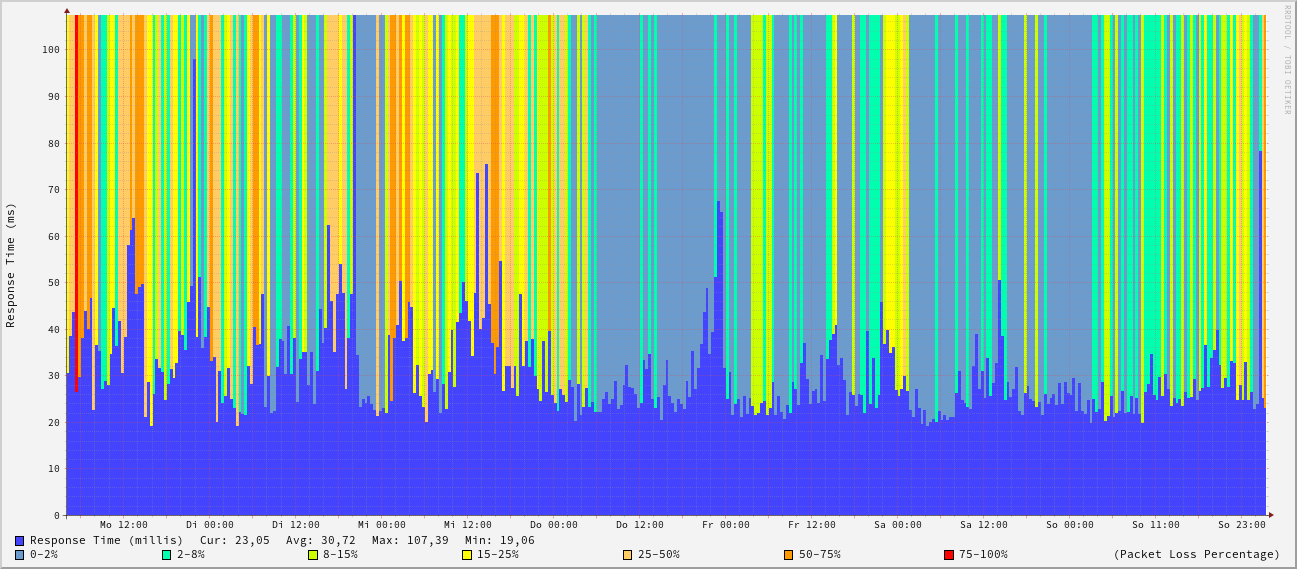 RRDTOOL / TOBI OETIKER
Response Time (ms)
100
90
80
70
60
50
40
30
20
10
0
Mo 12:00 Di 00:00 Di 12:00 Mi 00:00 Mi 12:00 Do 00:00 Do 12:00 Fr 00:00 Fr 12:00 Sa 00:00 Sa 12:00 So 00:00 So 11:00 So 23:00
Response Time (millis) Cur: 23,05 Avg: 30,72 Max: 107,39 Min: 19,06
0-2% 2-8% 8-15% 15-25% 25-50% 50-75% 75-100% (Packet Loss Percentage)